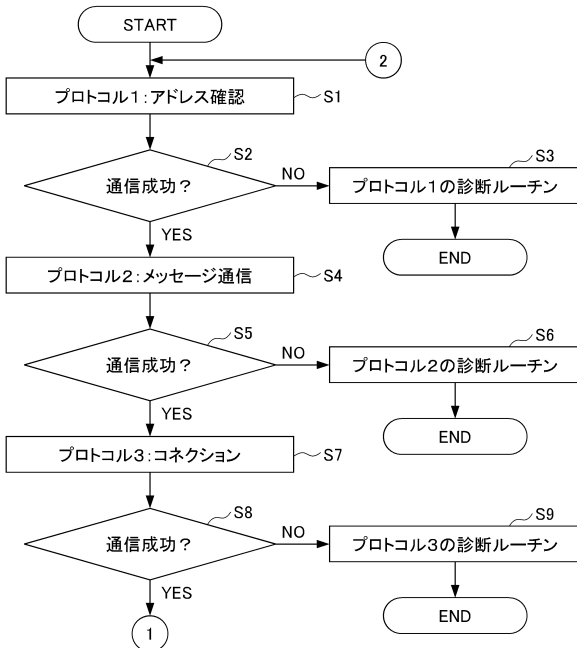 START
2
プロトコル1:アドレス確認
S1
S2
通信成功?
NO
YES
S3
プロトコル1の診断ルーチン
END
プロトコル2:メッセージ通信
S4
S5
通信成功?
NO
YES
S6
プロトコル2の診断ルーチン
END
プロトコル3:コネクション
S7
S8
通信成功?
NO
YES
S9
プロトコル3の診断ルーチン
END
1